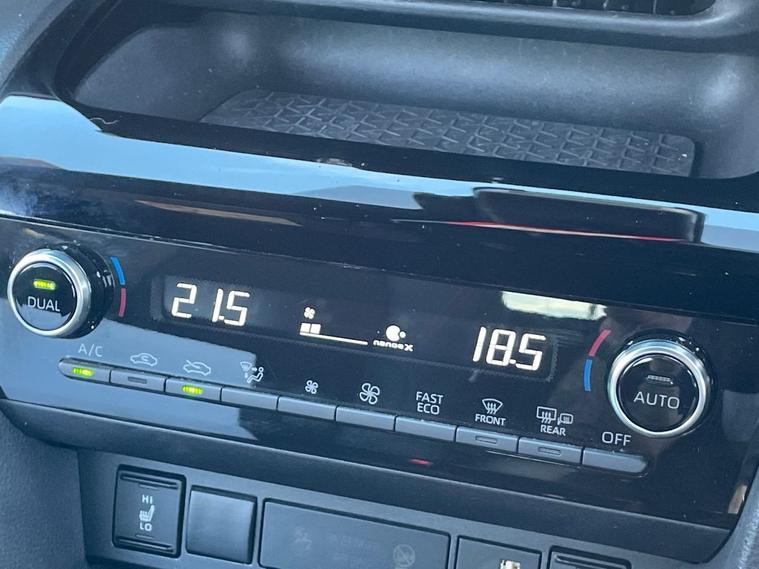 DUAL
21.5
nanoe X
18.5
AUTO
A/C
FAST
ECO
FRONT
REAR
OFF
HI
LO